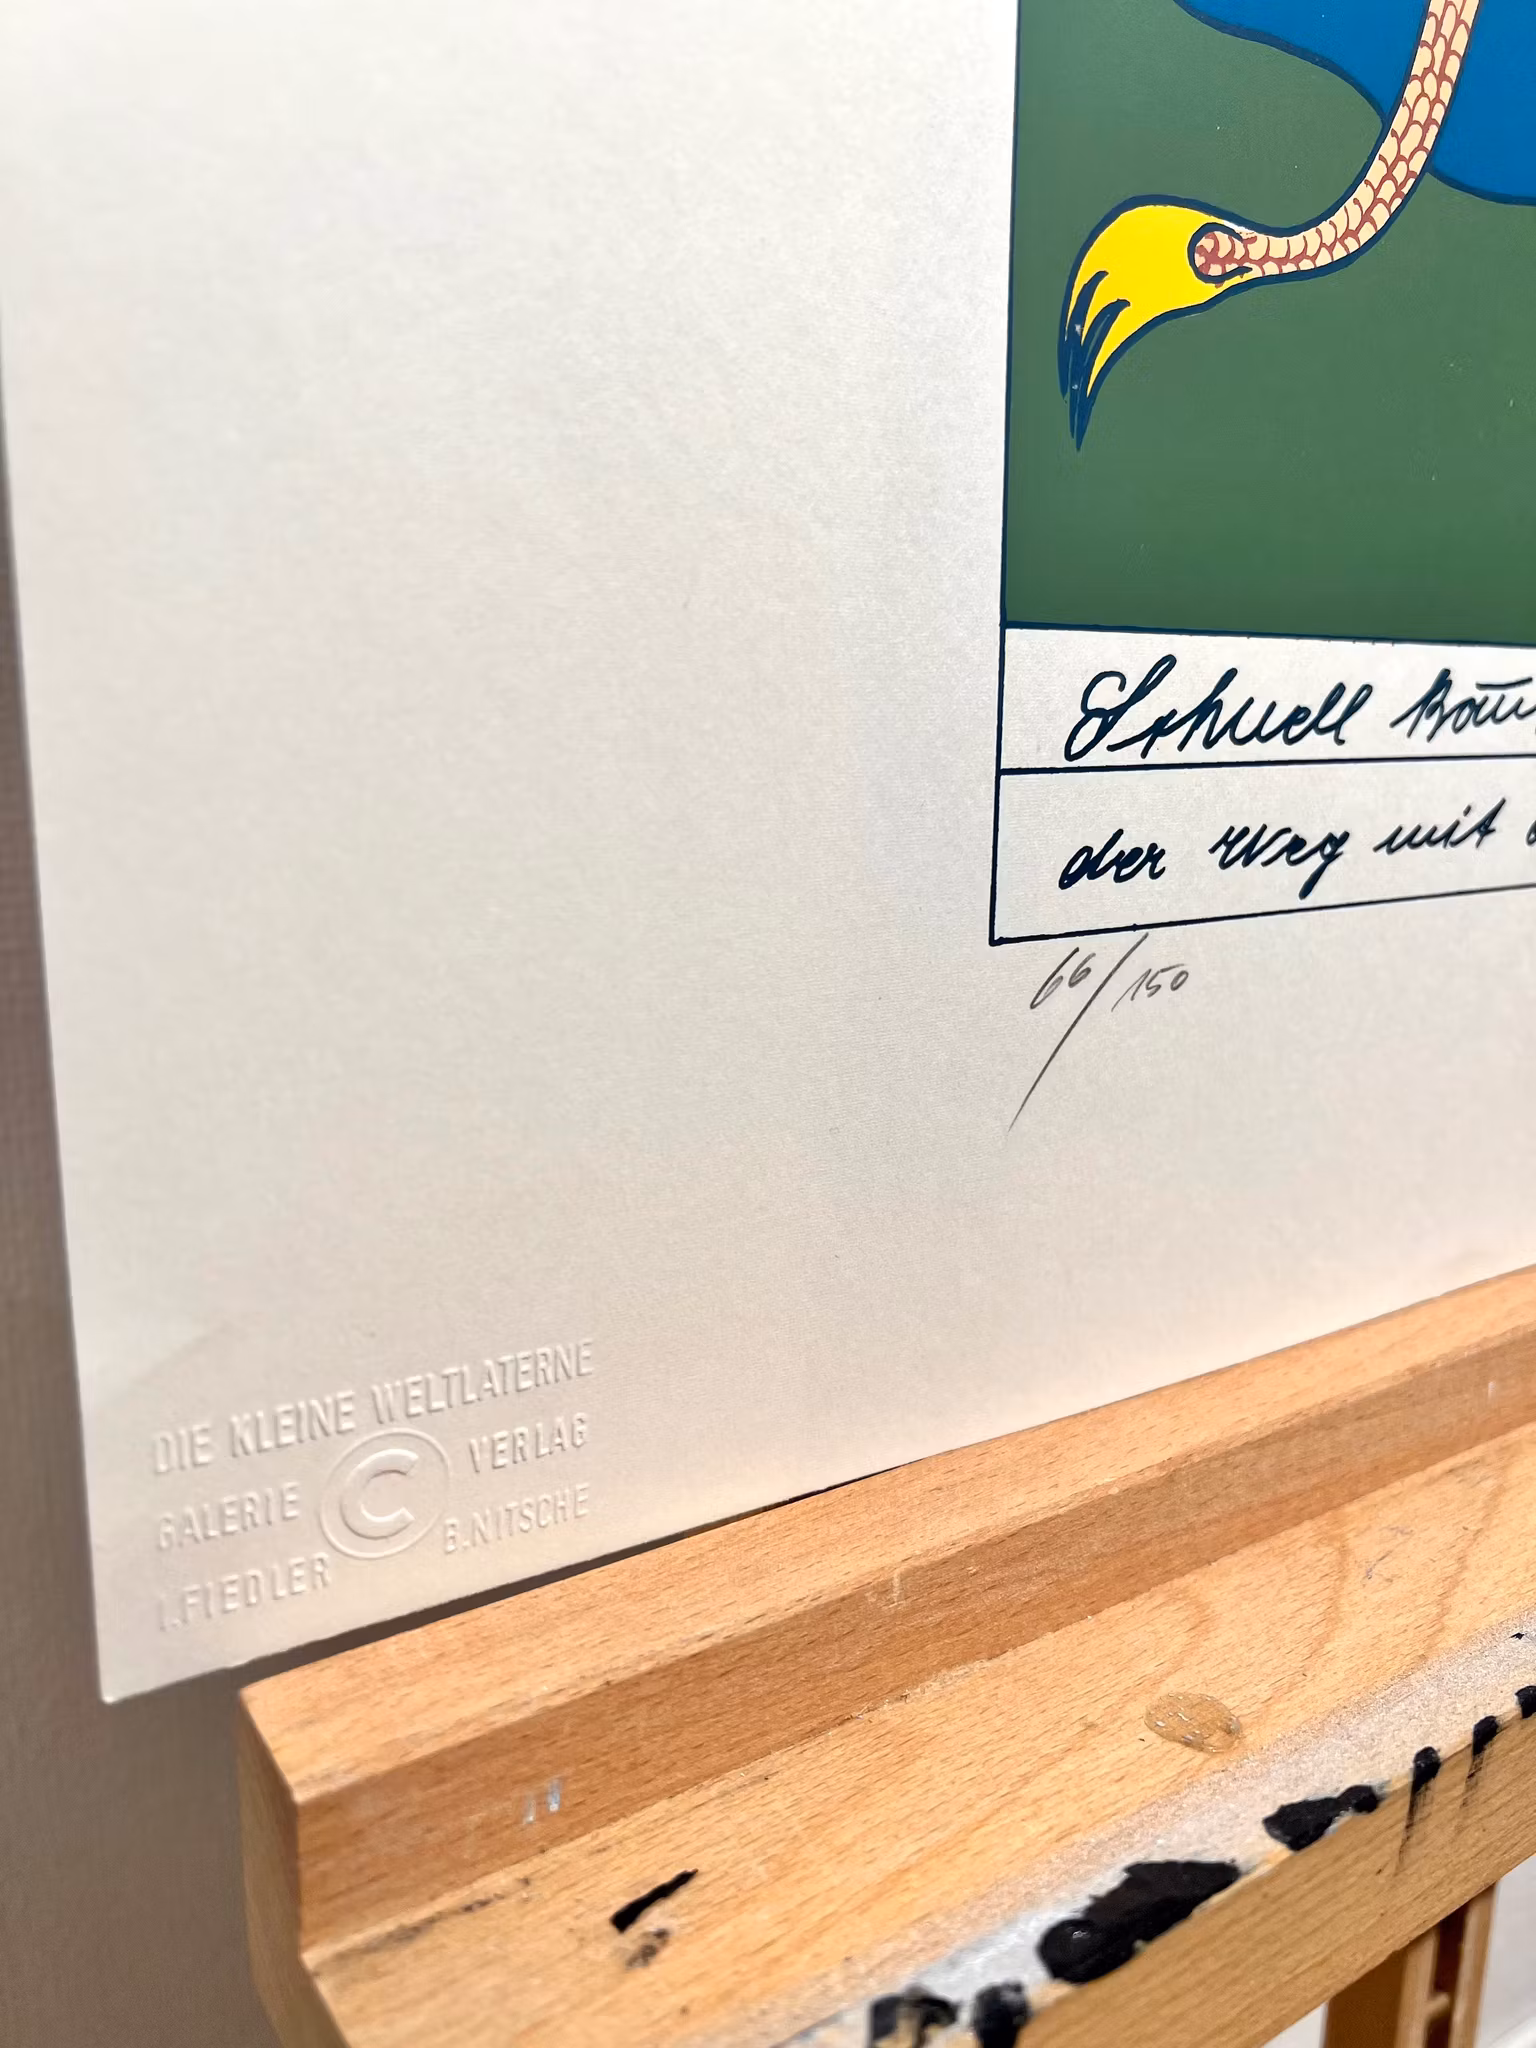 Schnell
der Weg mit
66/150
DIE KLEINE WELTLATERNE
GALERIE © VERLAG
I.FIEDLER B.NITSCHE